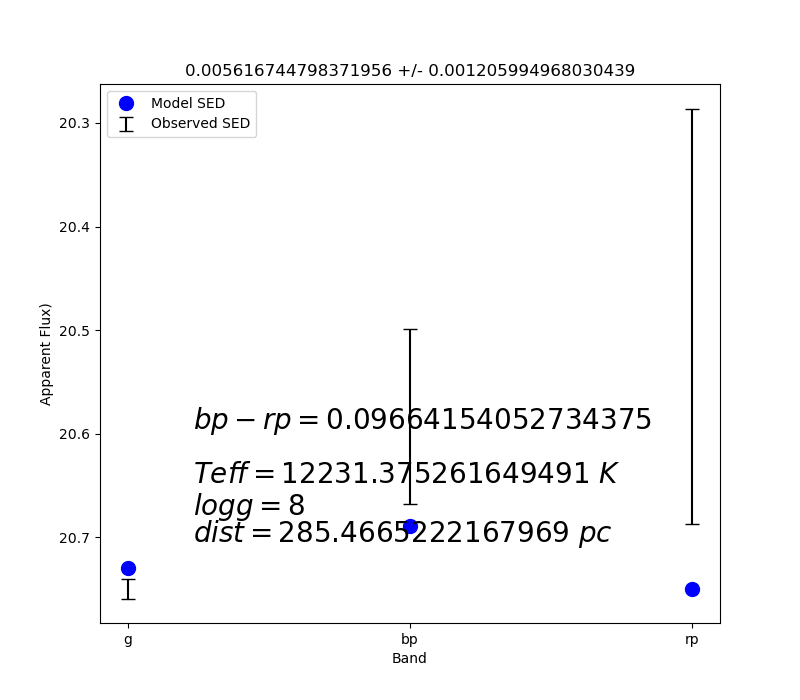 0.005616744798371956 +/- 0.001205994968030439
Model SED
Observed SED
20.3
20.4
20.5
20.6
20.7
Apparent Flux)
bp − rp = 0.09664154052734375
Teff = 12231.375261649491 K
logg = 8
dist = 285.4665222167969 pc
g
bp
rp
Band